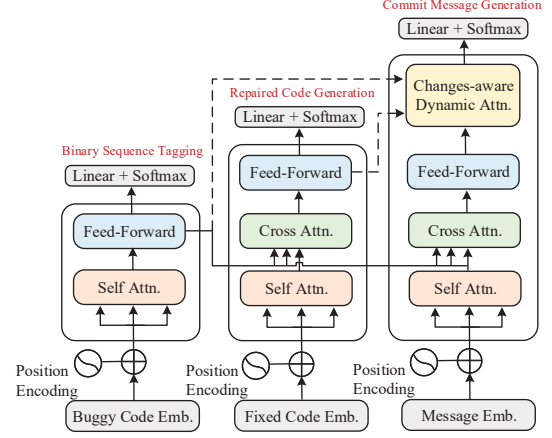 Commit Message Generation
Linear + Softmax
Changes-aware
Dynamic Attn.
Feed-Forward
Cross Attn.
Self Attn.
Message Emb.
Repaired Code Generation
Linear + Softmax
Feed-Forward
Cross Attn.
Self Attn.
Position
Encoding
Fixed Code Emb.
Binary Sequence Tagging
Linear + Softmax
Feed-Forward
Self Attn.
Position
Encoding
Buggy Code Emb.
Position
Encoding